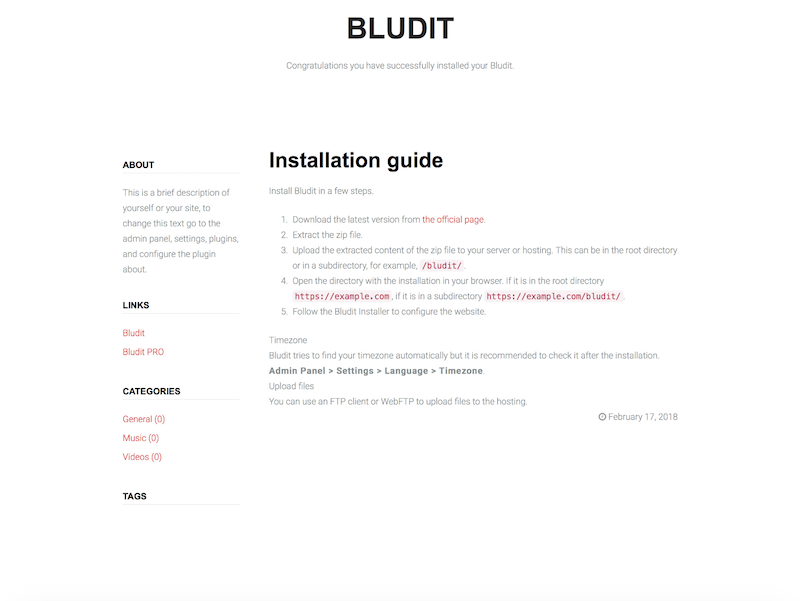 BLUDIT
Congratulations you have successfully installed your Bludit.
ABOUT
This is a brief description of
yourself or your site, to
change this text go to the
admin panel, settings, plugins,
and configure the plugin
about.
LINKS
Bludit
Bludit PRO
CATEGORIES
General (0)
Music (0)
Videos (0)
TAGS
Installation guide
Install Bludit in a few steps.
1. Download the latest version from the official page.
2. Extract the zip file.
3. Upload the extracted content of the zip file to your server or hosting. This can be in the root directory
or in a subdirectory, for example, /bludit/.
4. Open the directory with the installation in your browser. If it is in the root directory
https://example.com, if it is in a subdirectory https://example.com/bludit/.
5. Follow the Bludit Installer to configure the website.
Timezone
Bludit tries to find your timezone automatically but it is recommended to check it after the installation.
Admin Panel > Settings > Language > Timezone.
Upload files
You can use an FTP client or WebFTP to upload files to the hosting.
February 17, 2018